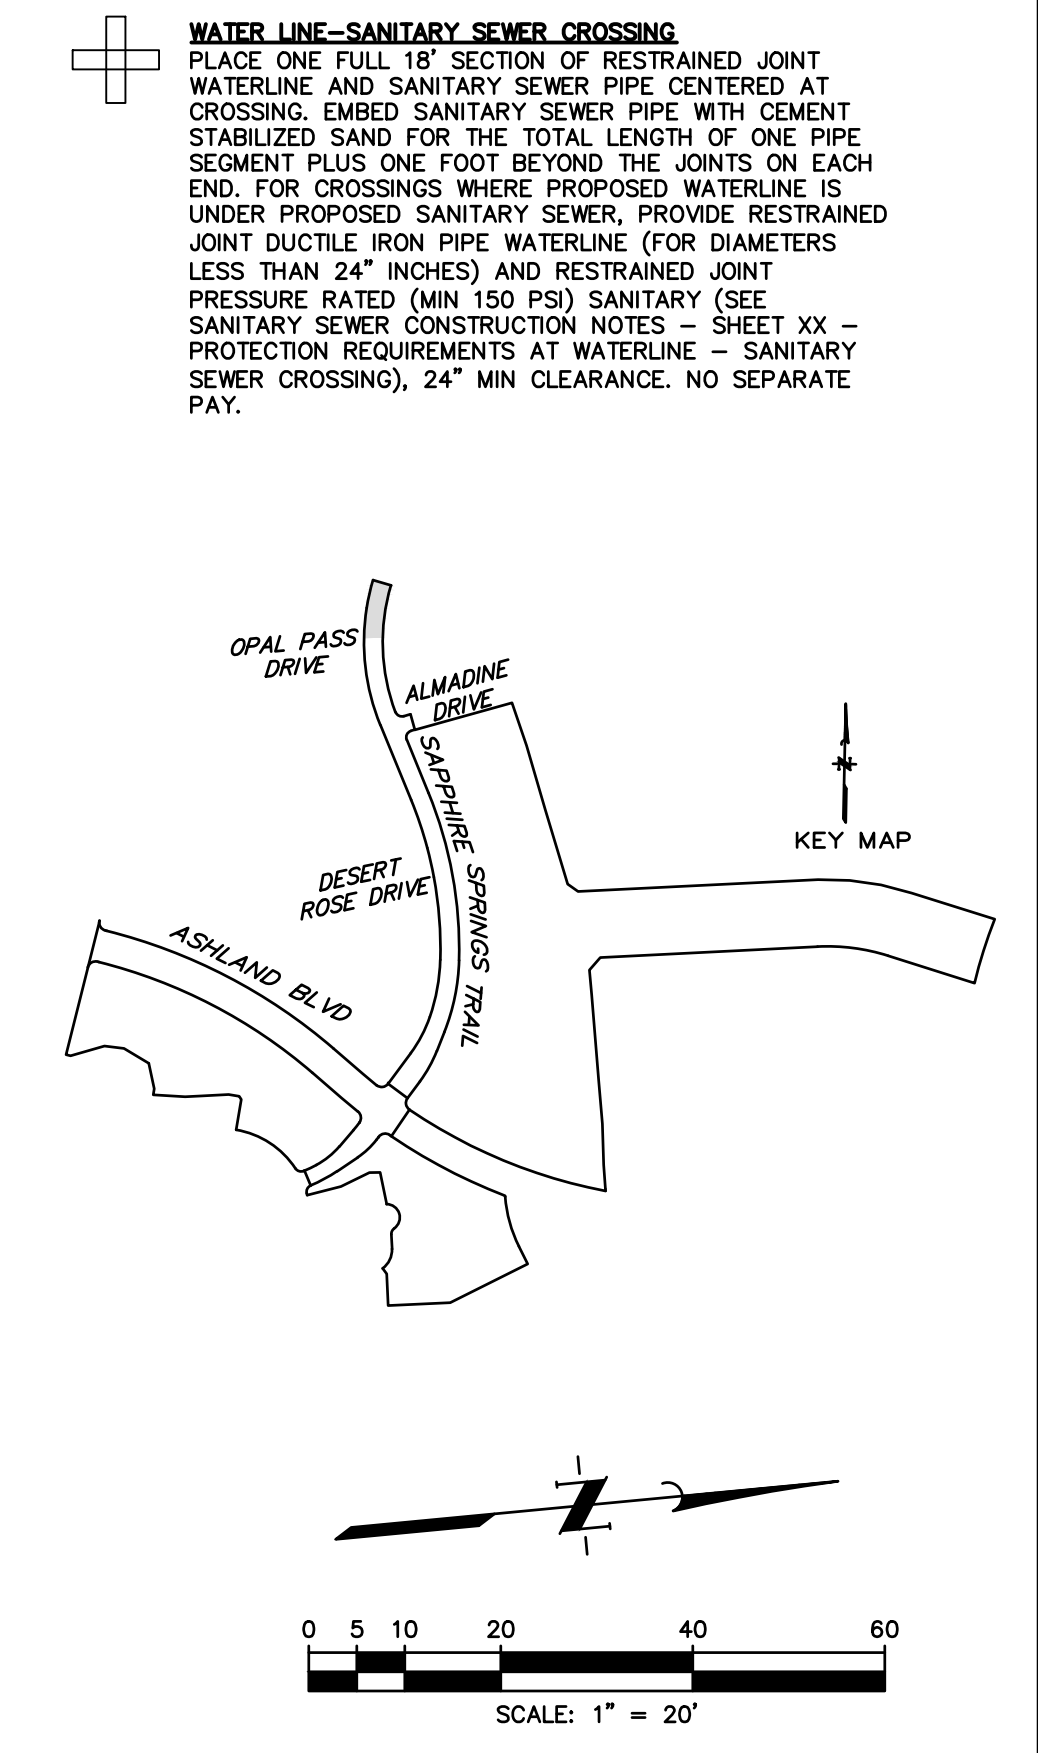 WATER LINE–SANITARY SEWER CROSSING
PLACE ONE FULL 18' SECTION OF RESTRAINED JOINT
WATERLINE AND SANITARY SEWER PIPE CENTERED AT
CROSSING. EMBED SANITARY SEWER PIPE WITH CEMENT
STABILIZED SAND FOR THE TOTAL LENGTH OF ONE PIPE
SEGMENT PLUS ONE FOOT BEYOND THE JOINTS ON EACH
END. FOR CROSSINGS WHERE PROPOSED WATERLINE IS
UNDER PROPOSED SANITARY SEWER, PROVIDE RESTRAINED
JOINT DUCTILE IRON PIPE WATERLINE (FOR DIAMETERS
LESS THAN 24" INCHES) AND RESTRAINED JOINT
PRESSURE RATED (MIN 150 PSI) SANITARY (SEE
SANITARY SEWER CONSTRUCTION NOTES – SHEET XX –
PROTECTION REQUIREMENTS AT WATERLINE – SANITARY
SEWER CROSSING), 24" MIN CLEARANCE. NO SEPARATE
PAY.
OPAL PASS
DRIVE
ALMADINE
DRIVE
SAPPHIRE SPRINGS TRAIL
N
KEY MAP
DESERT
ROSE DRIVE
ASHLAND BLVD
N
0 5 10 20 40 60
SCALE: 1" = 20'